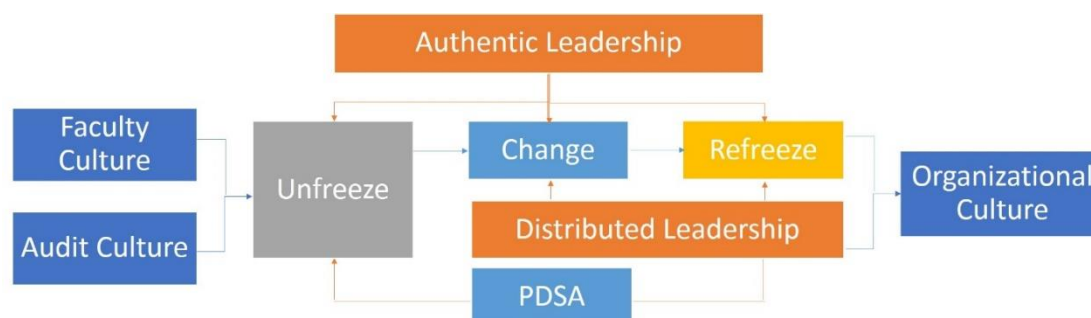 Authentic Leadership
Faculty
Culture
Audit Culture
Unfreeze
Change
Refreeze
Distributed Leadership
PDSA
Organizational
Culture